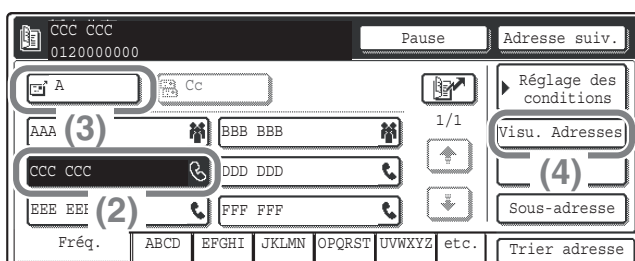 CCC CCC
0120000000
Pause
Adresse suiv.
A
Cc
Réglage des
conditions
(3)
AAA
BBB BBB
1/1
Visu. Adresses
CCC CCC
DDD DDD
(4)
EEE
(2)
FFF FFF
Sous-adresse
Fréq.
ABCD
EFGHI
JKLMN
OPQRST
UVWXYZ
etc.
Trier adresse